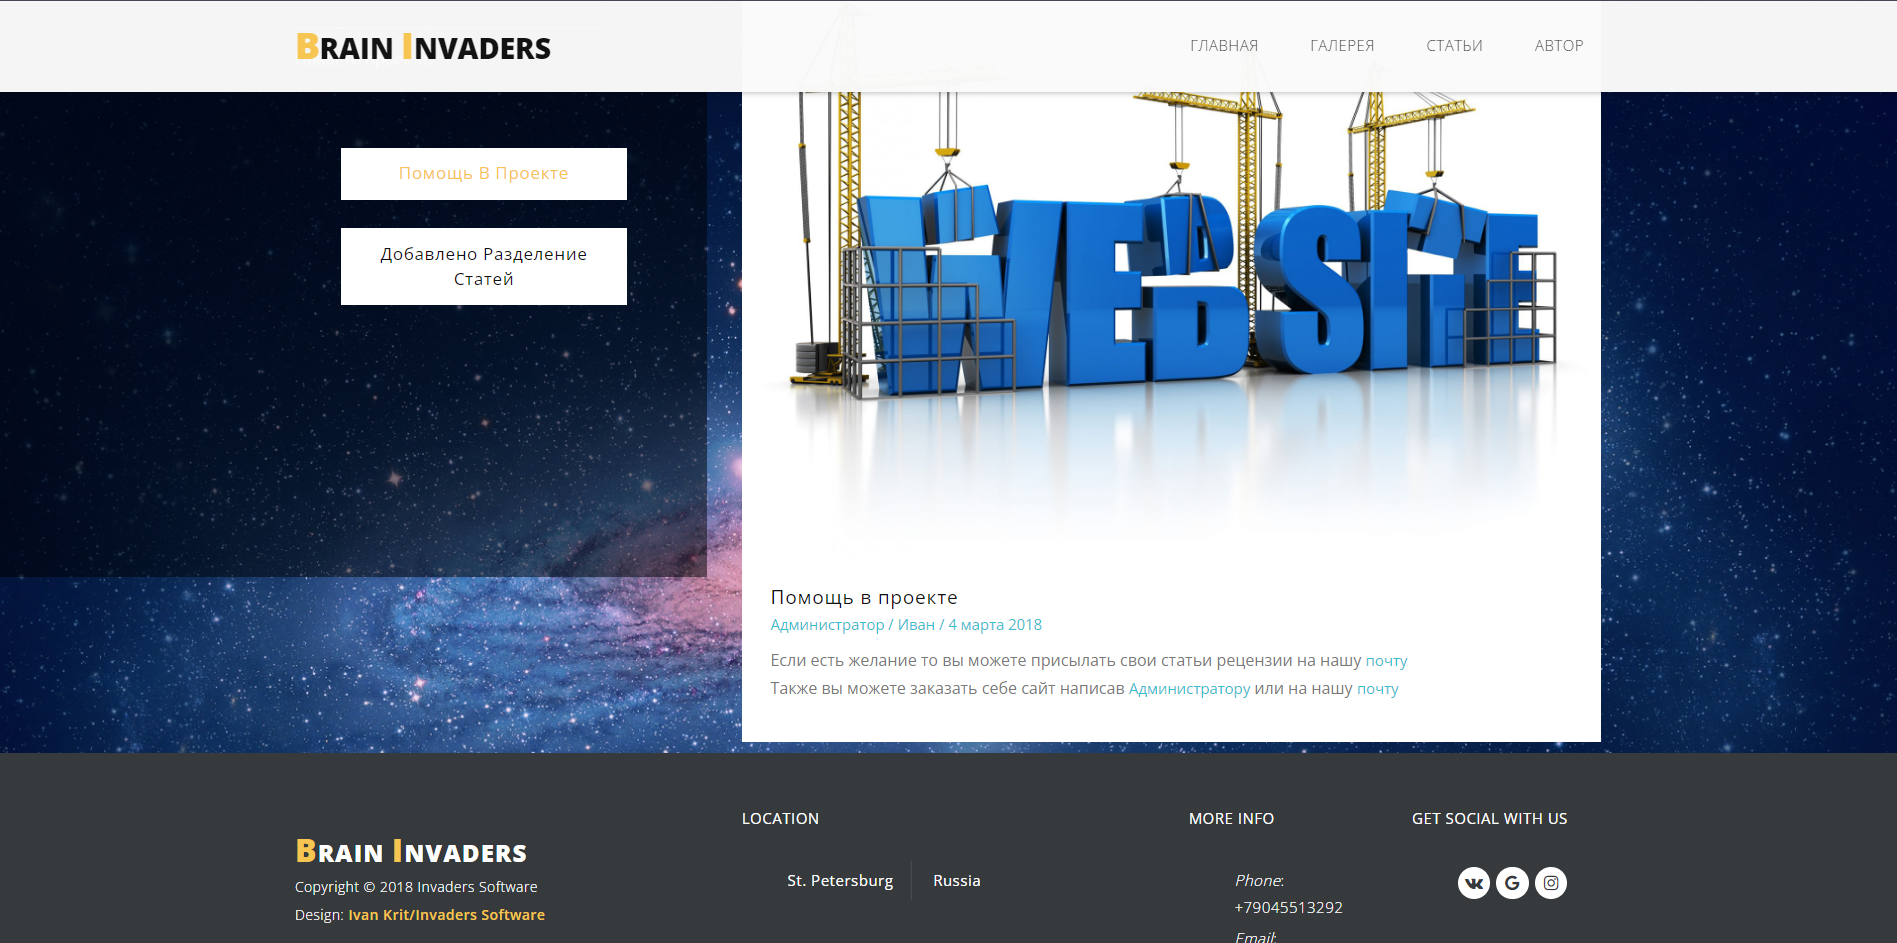 BRAIN INVADERS
ГЛАВНАЯ ГАЛЕРЕЯ СТАТЬИ АВТОР
Помощь В Проекте
Добавлено Разделение
Статей
WEBSITE
Помощь в проекте
Администратор / Иван / 4 марта 2018
Если есть желание то вы можете присылать свои статьи рецензии на нашу почту
Также вы можете заказать себе сайт написав Администратору или на нашу почту
BRAIN INVADERS
Copyright © 2018 Invaders Software
Design: Ivan Krit/Invaders Software
LOCATION
St. Petersburg Russia
MORE INFO
Phone:
+79045513292
Email:
GET SOCIAL WITH US